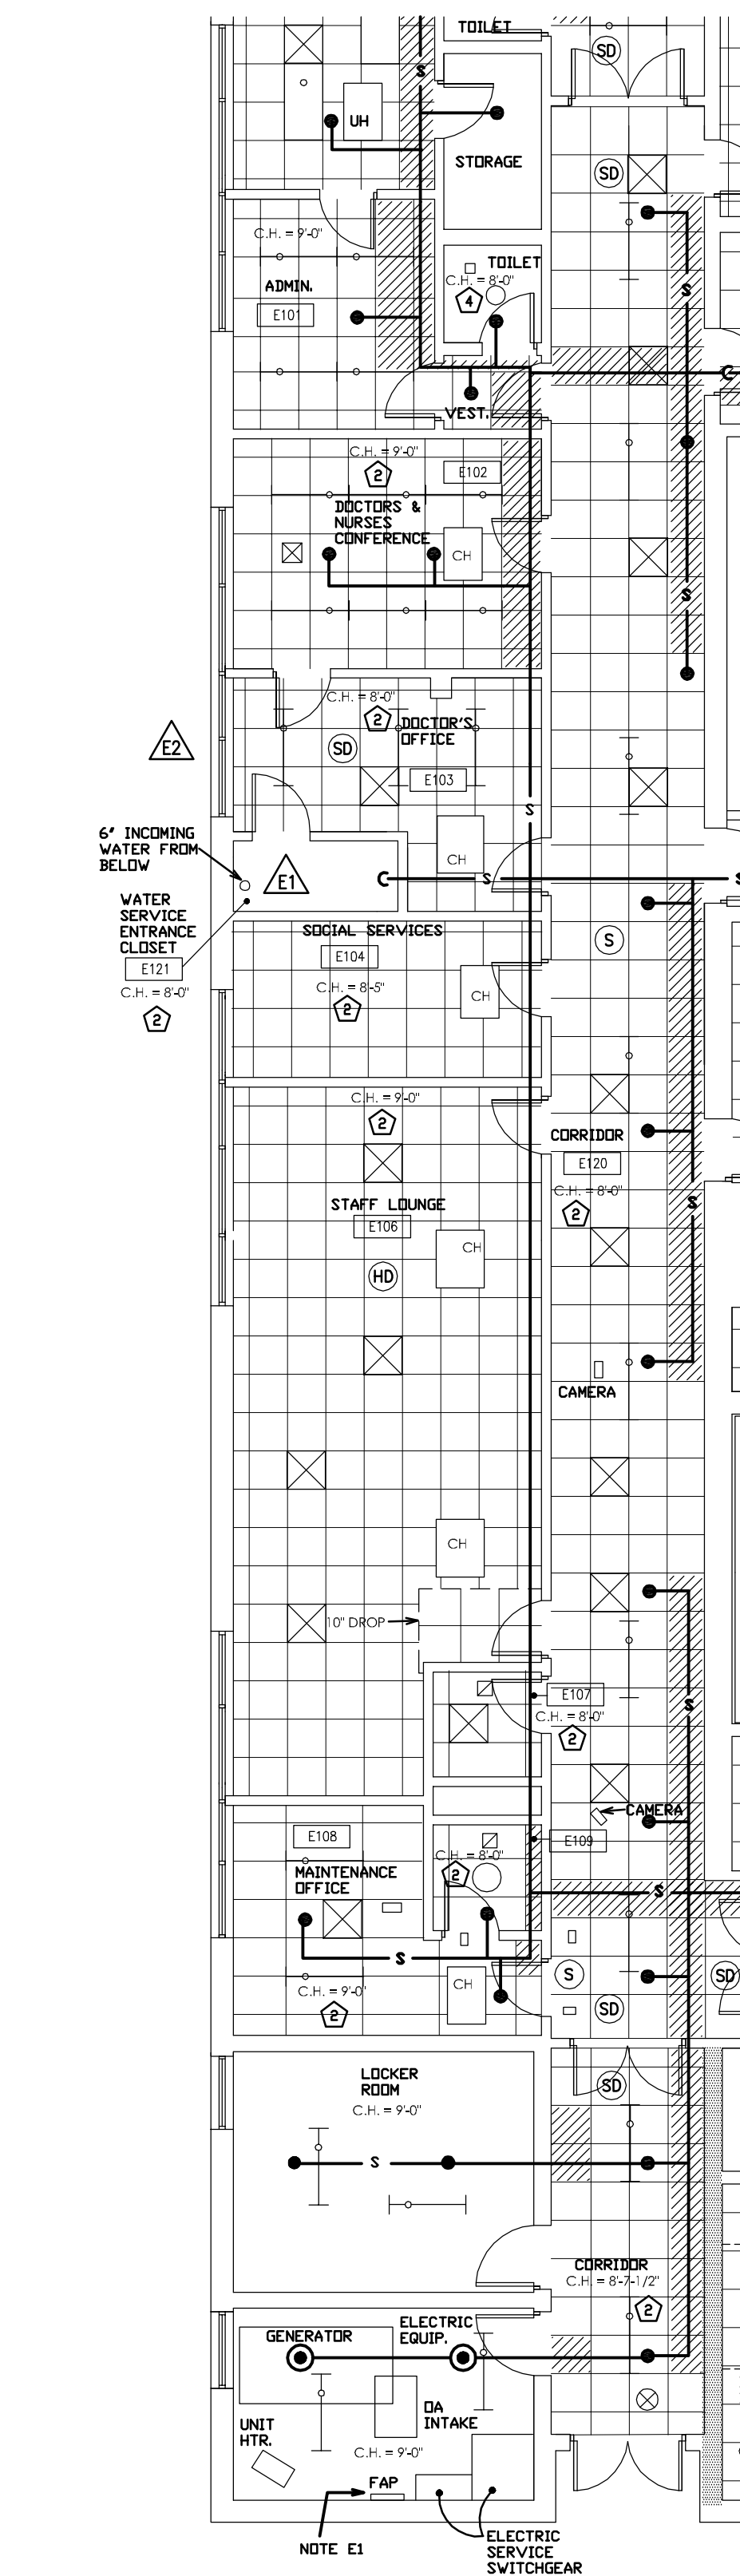 TOILET
SD
S
UH
STORAGE
SD
C.H. = 9'-0"
TOILET
C.H. = 8'-0"
ADMIN.
4
S
E101
VEST.
C.H. = 9'-0"
E102
2
DOCTORS &
NURSES
CONFERENCE
CH
S
C.H. = 8'-0"
2
DOCTOR'S
OFFICE
E2
SD
E103
S
6" INCOMING
WATER FROM
BELOW
CH
E1
S
S
WATER
SERVICE
ENTRANCE
CLOSET
E121
C.H. = 8'-0"
2
SOCIAL SERVICES
S
E104
C.H. = 8'-5"
CH
2
C.H. = 9'-0"
2
CORRIDOR
E120
C.H. = 8'-0"
2
STAFF LOUNGE
S
E106
CH
HD
CAMERA
CH
10" DROP
E107
S
C.H. = 8'-0"
2
CAMERA
E108
E109
C.H. = 8'-0"
2
MAINTENANCE
OFFICE
S
S
S
SD
CH
C.H. = 9'-0"
2
SD
LOCKER
ROOM
SD
C.H. = 9'-0"
S
CORRIDOR
C.H. = 8'-7-1/2"
2
GENERATOR
ELECTRIC
EQUIP.
OA
INTAKE
UNIT
HTR.
C.H. = 9'-0"
FAP
NOTE E1
ELECTRIC
SERVICE
SWITCHGEAR